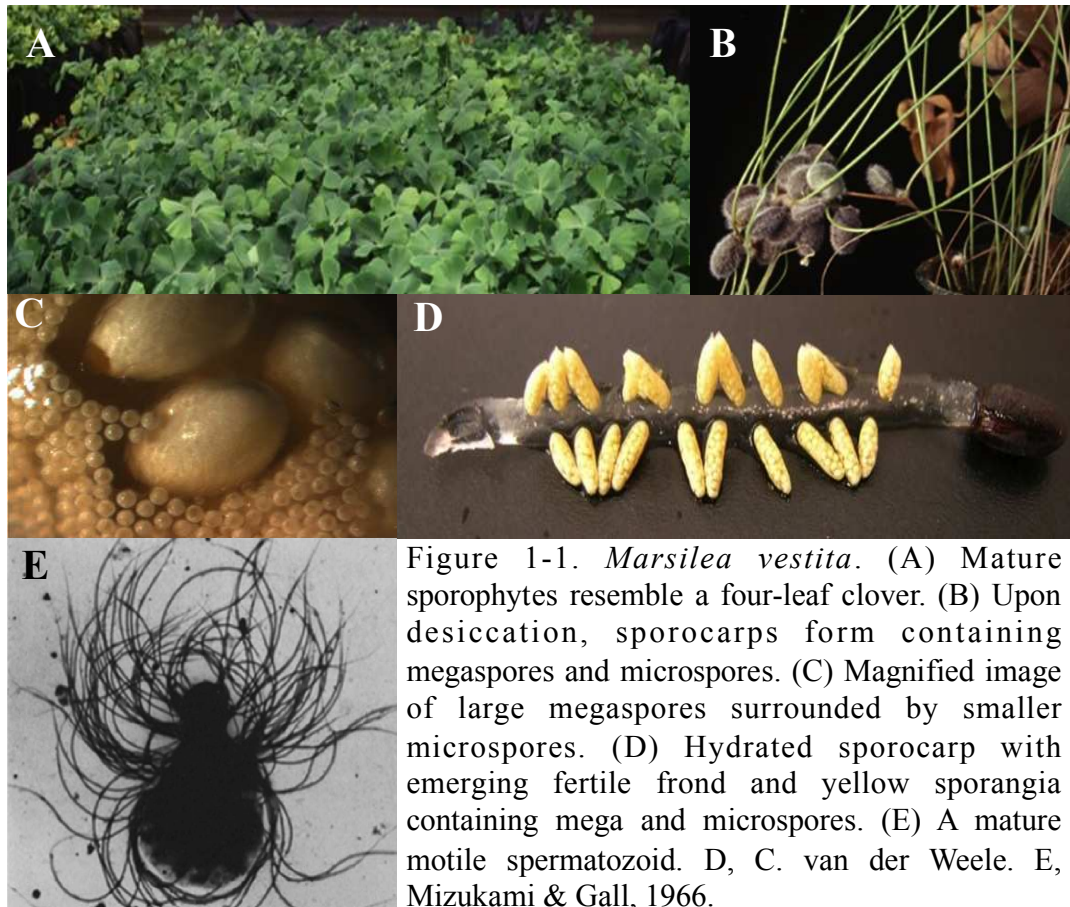 A
B
C
D
E
Figure 1-1. Marsilea vestita. (A) Mature
sporophytes resemble a four-leaf clover. (B) Upon
desiccation, sporocarps form containing
megaspores and microspores. (C) Magnified image
of large megaspores surrounded by smaller
microspores. (D) Hydrated sporocarp with
emerging fertile frond and yellow sporangia
containing mega and microspores. (E) A mature
motile spermatozoid. D, C. van der Weele. E,
Mizukami & Gall, 1966.